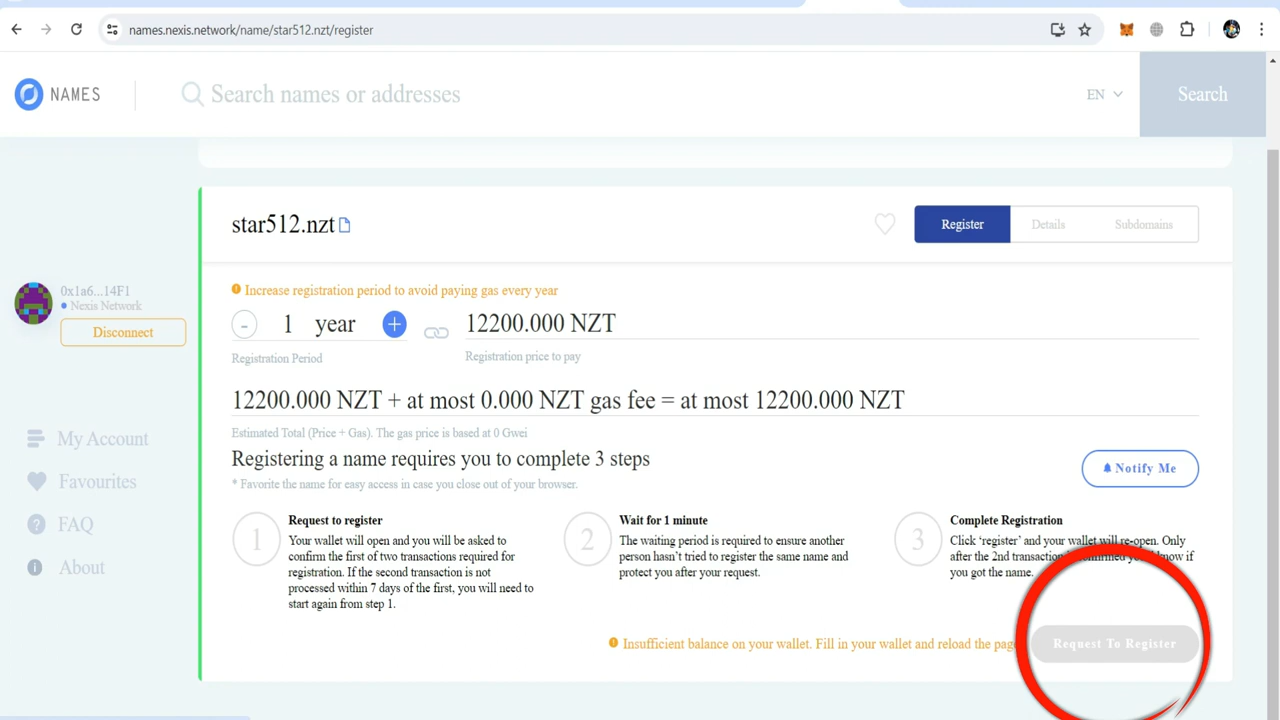 names.nexis.network/name/star512.nzt/register
NAMES
Search names or addresses
EN
Search
star512.nzt
Register
Details
Subdomains
0x1a6...14F1
Nexis Network
Disconnect
Increase registration period to avoid paying gas every year
- 1 year +
12200.000 NZT
Registration Period
Registration price to pay
12200.000 NZT + at most 0.000 NZT gas fee = at most 12200.000 NZT
Estimated Total (Price + Gas). The gas price is based at 0 Gwei
My Account
Favourites
FAQ
About
Registering a name requires you to complete 3 steps
* Favorite the name for easy access in case you close out of your browser.
Notify Me
1
Request to register
Your wallet will open and you will be asked to
confirm the first of two transactions required for
registration. If the second transaction is not
processed within 7 days of the first, you will need to
start again from step 1.
2
Wait for 1 minute
The waiting period is required to ensure another
person hasn't tried to register the same name and
protect you after your request.
3
Complete Registration
Click ‘register’ and your wallet will re-open. Only
after the 2nd transaction is confirmed you'll know if
you got the name.
Insufficient balance on your wallet. Fill in your wallet and reload the page
Request To Register